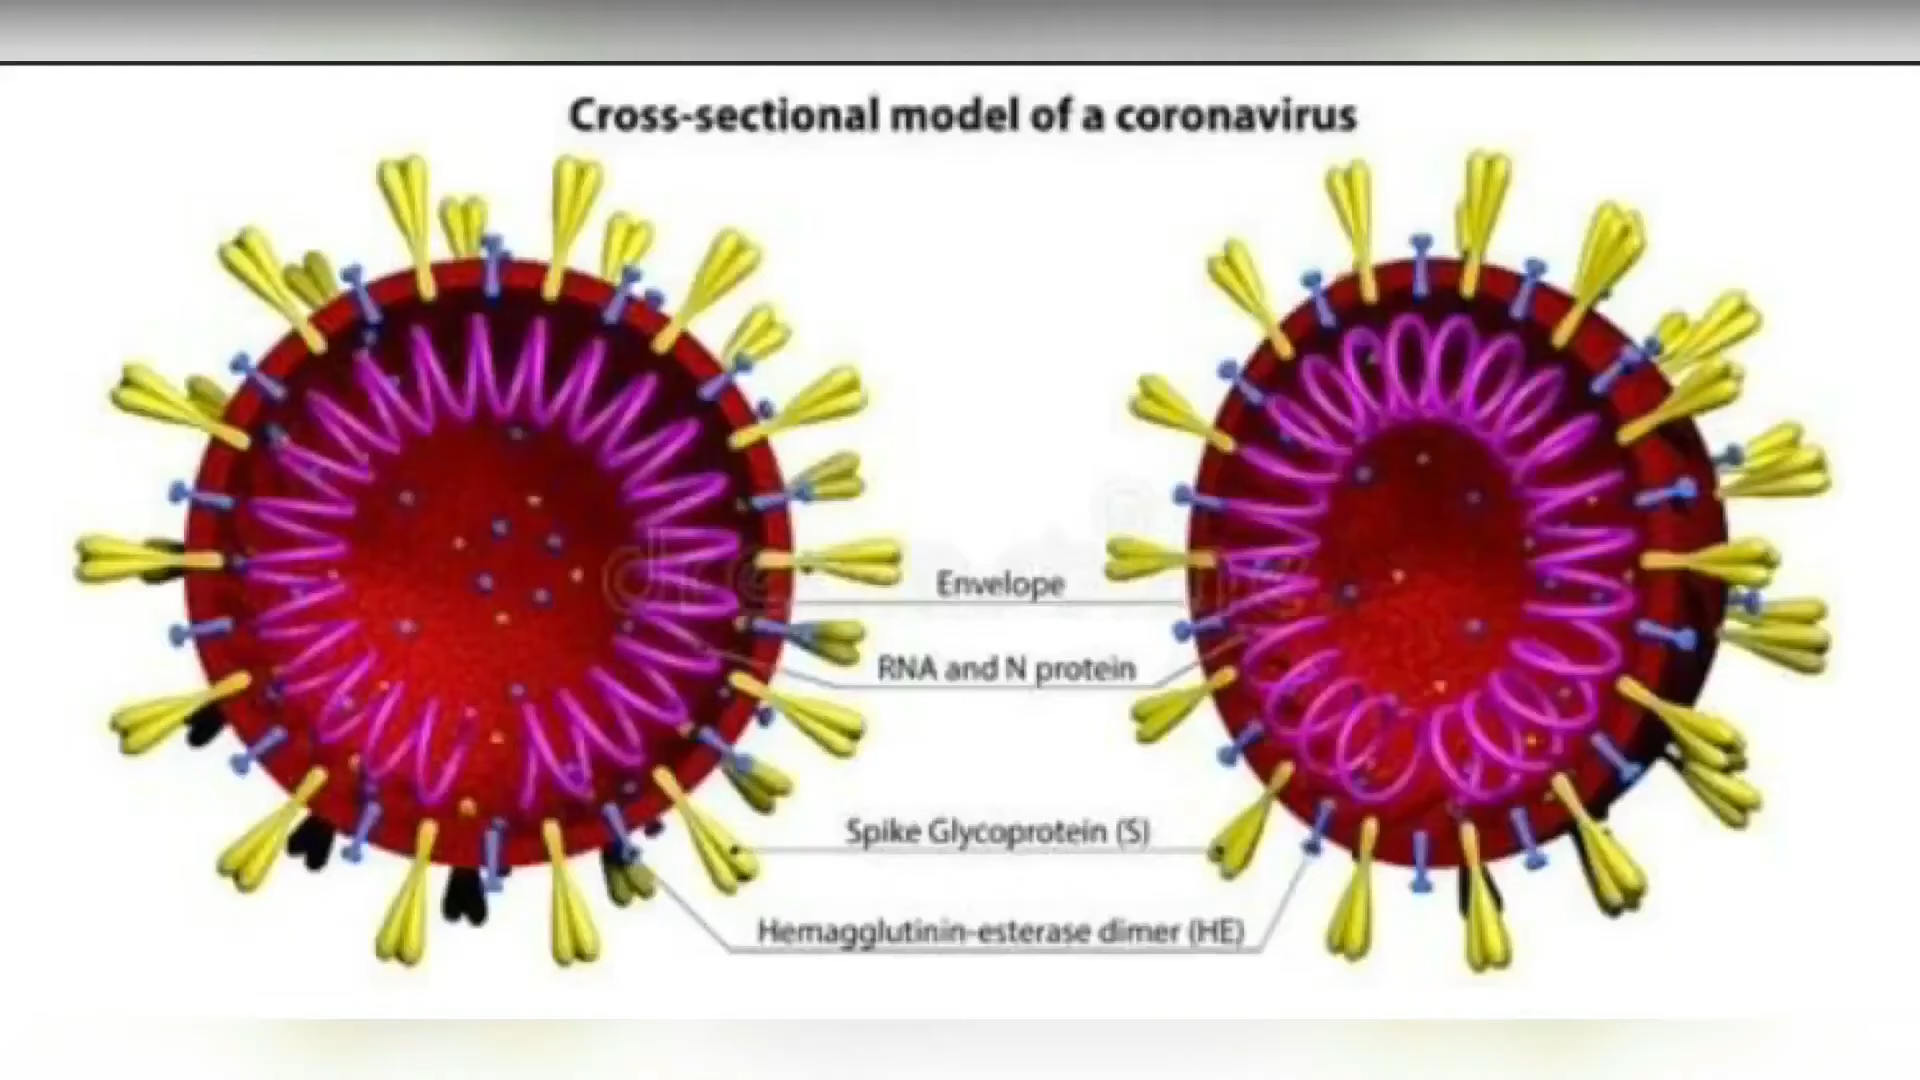 Cross-sectional model of a coronavirus
Envelope
RNA and N protein
Spike Glycoprotein (S)
Hemagglutinin-esterase dimer (HE)